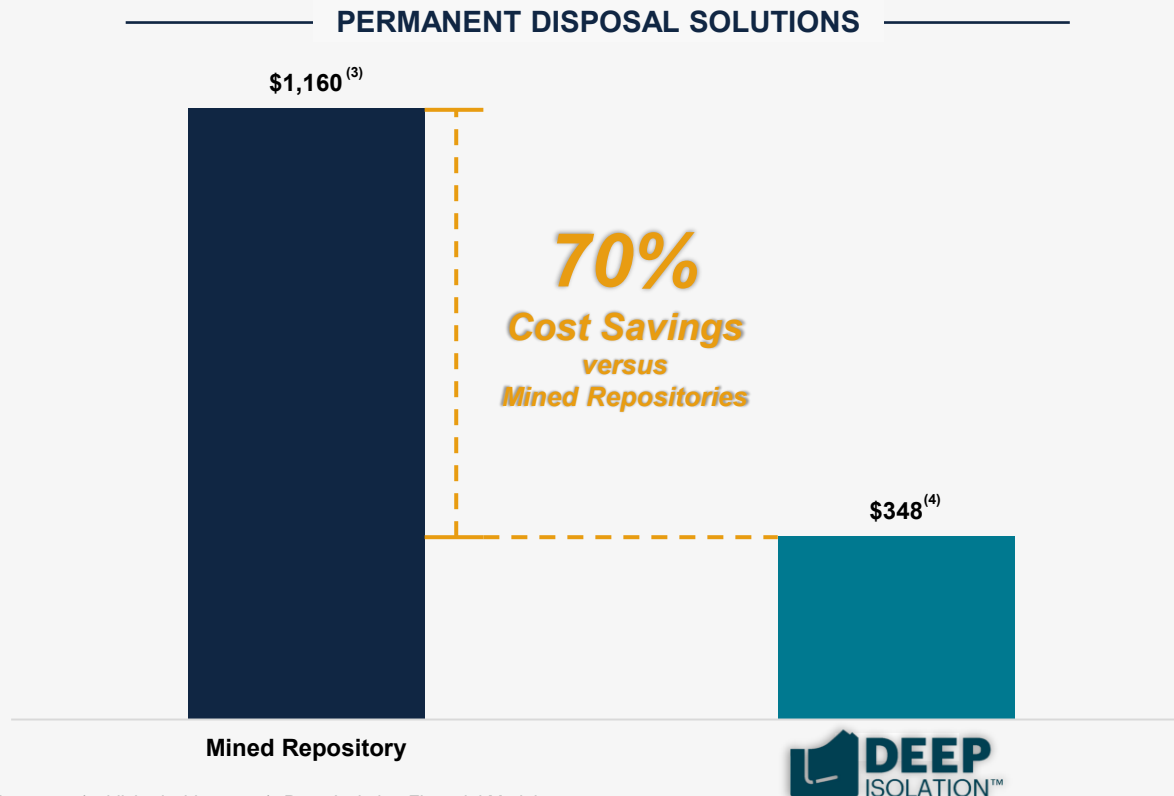 PERMANENT DISPOSAL SOLUTIONS
$1,160 (3)
70%
Cost Savings
versus
Mined Repositories
$348 (4)
Mined Repository
DEEP
ISOLATION™